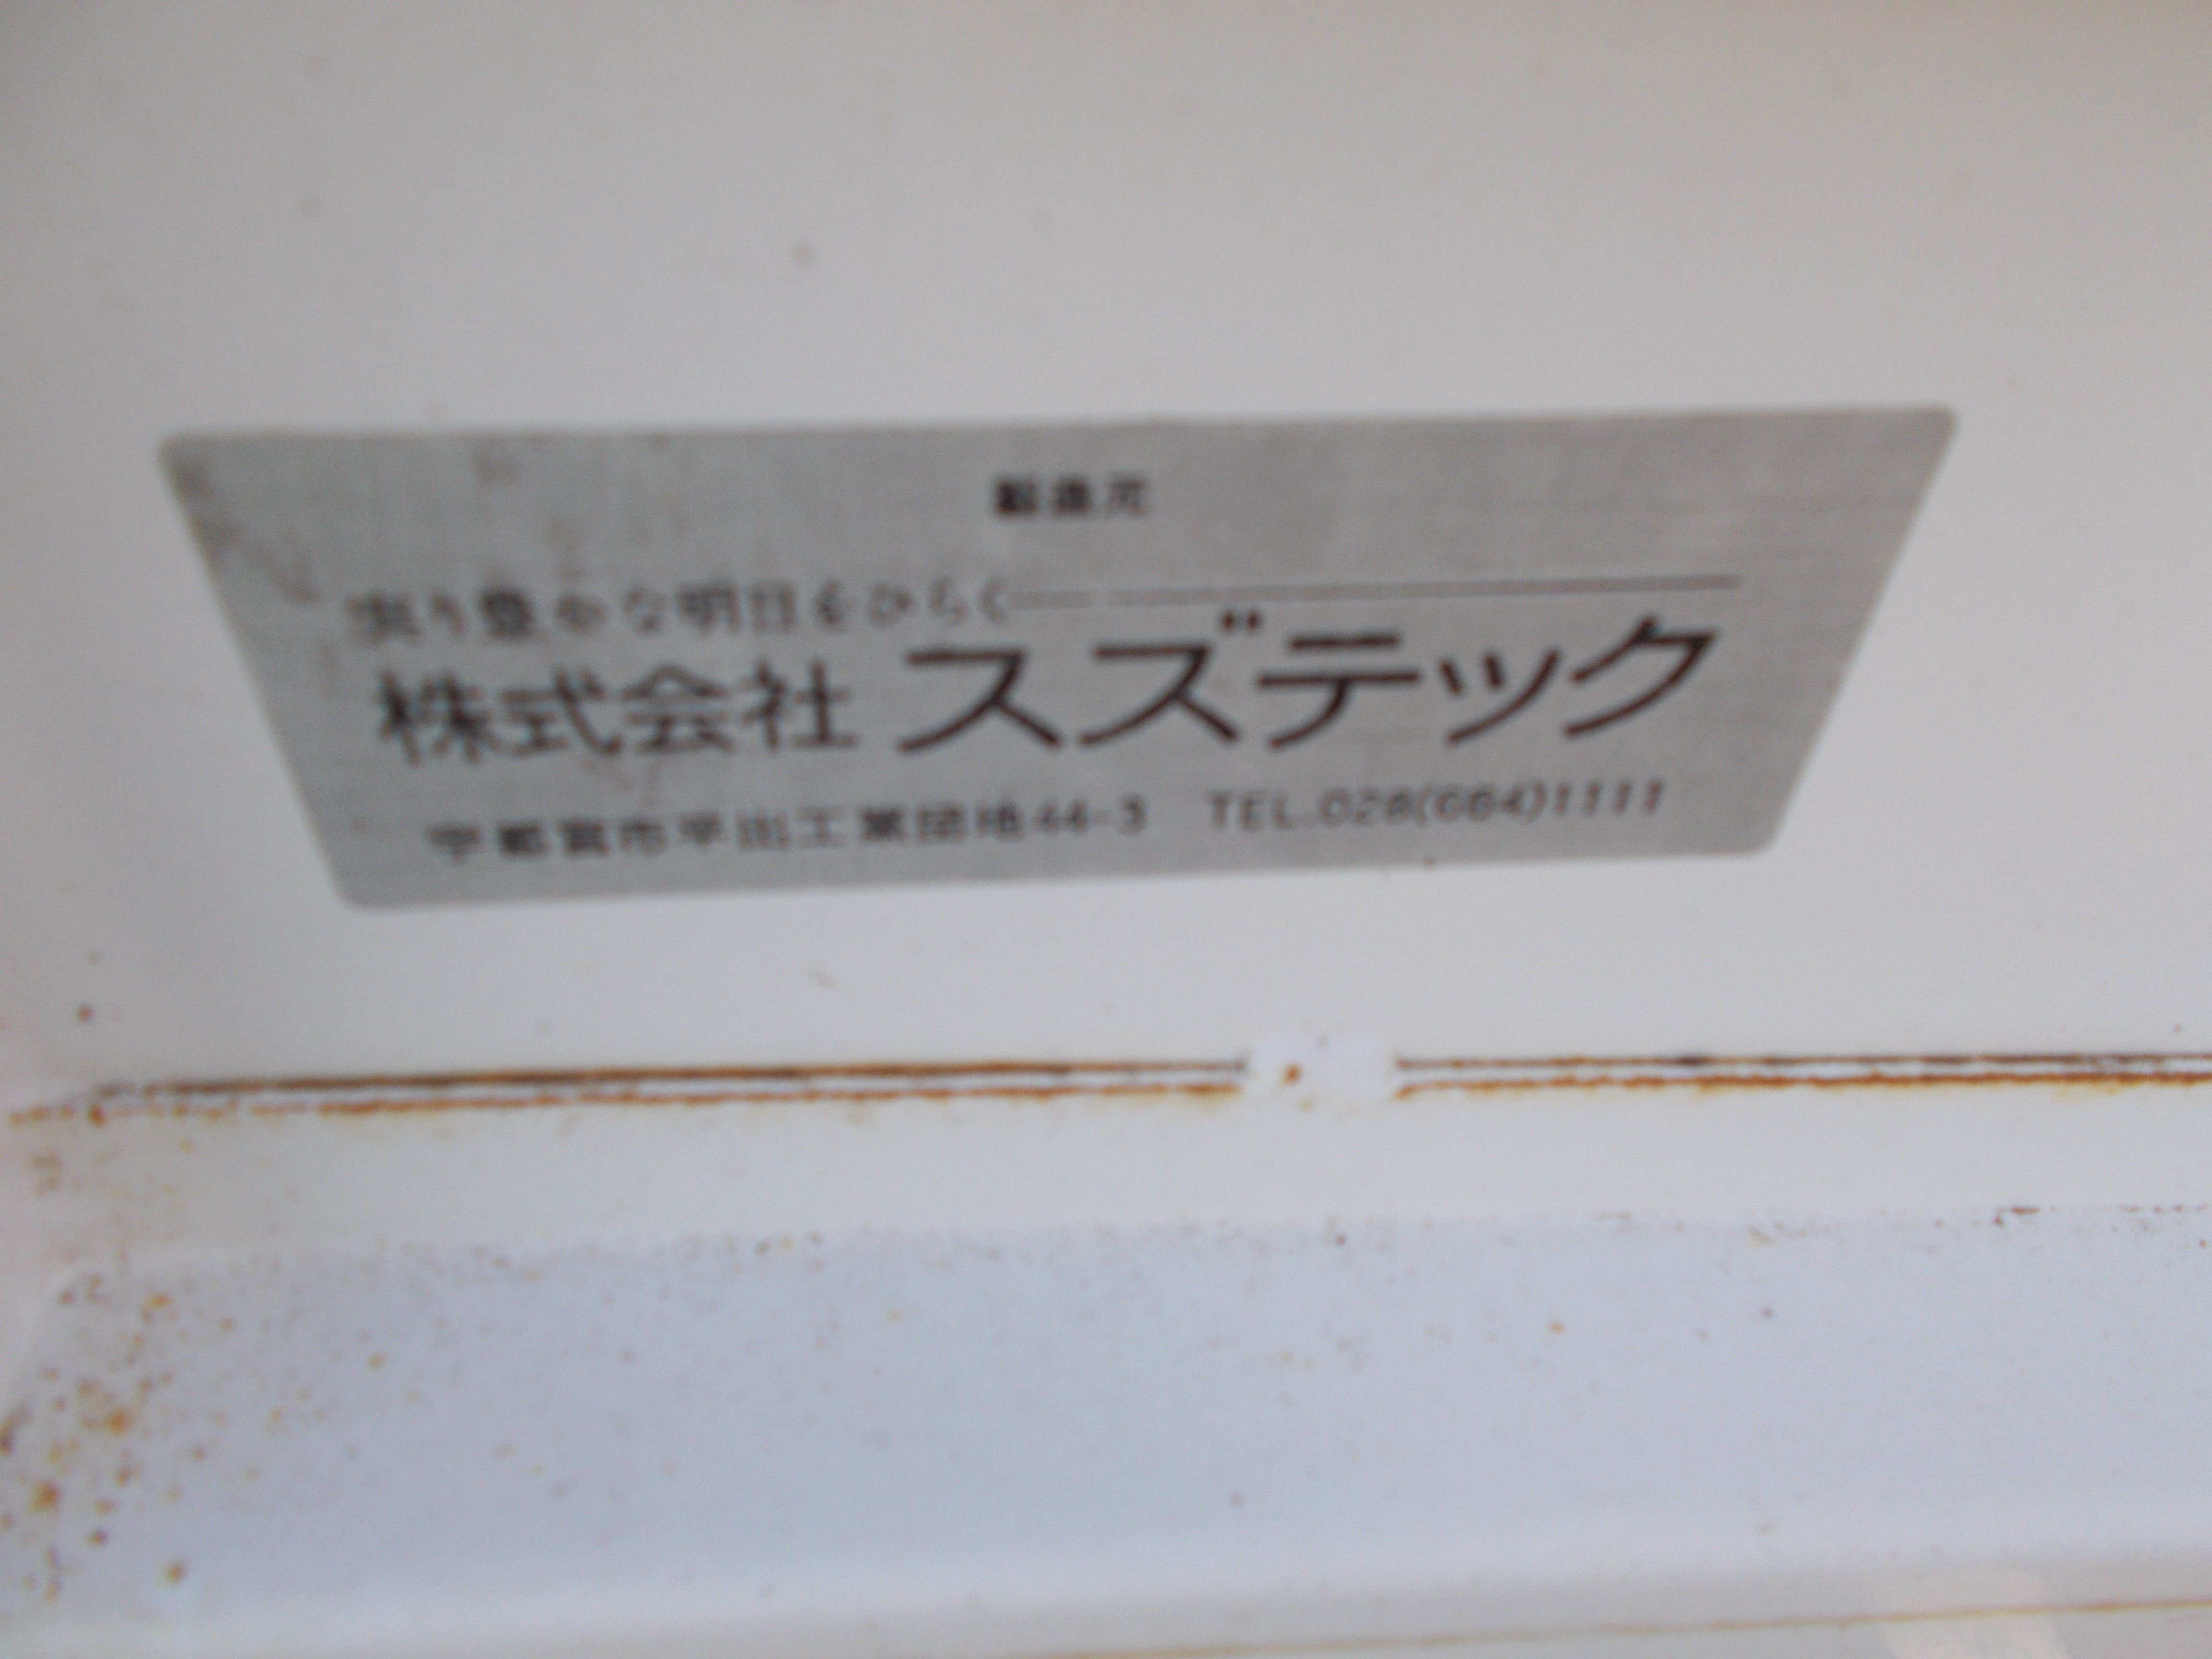 製造元
実り豊かな明日をひらく
株式会社 スズテック
宇都宮市平出工業団地44-3 TEL.028(664)1111